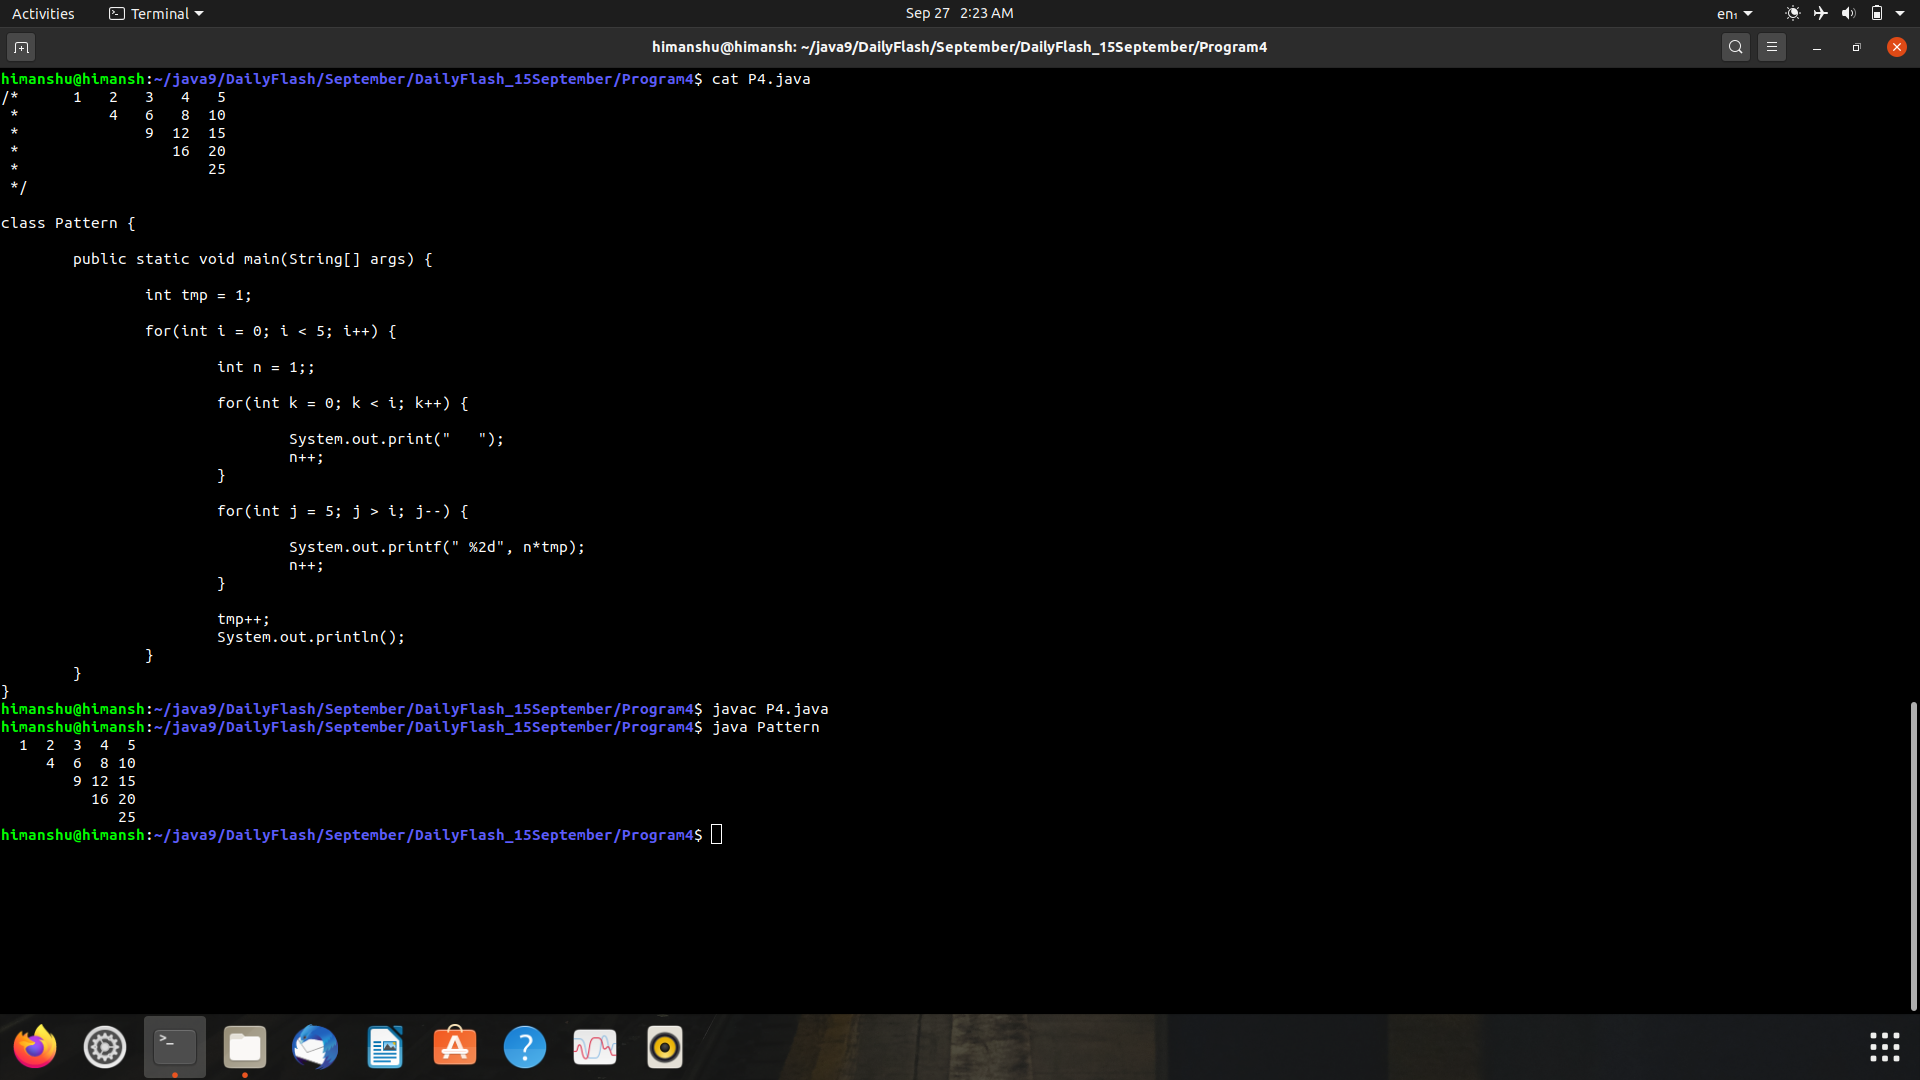 Activities Terminal Sep 27 2:23 AM en₁
himanshu@himansh: ~/java9/DailyFlash/September/DailyFlash_15September/Program4
himanshu@himansh:~/java9/DailyFlash/September/DailyFlash_15September/Program4$ cat P4.java
/*      1   2   3   4   5
 *          4   6   8  10
 *              9  12  15
 *                 16  20
 *                     25
 */
class Pattern {
        public static void main(String[] args) {
                int tmp = 1;
                for(int i = 0; i < 5; i++) {
                        int n = 1;;
                        for(int k = 0; k < i; k++) {
                                System.out.print("   ");
                                n++;
                        }
                        for(int j = 5; j > i; j--) {
                                System.out.printf(" %2d", n*tmp);
                                n++;
                        }
                        tmp++;
                        System.out.println();
                }
        }
}
himanshu@himansh:~/java9/DailyFlash/September/DailyFlash_15September/Program4$ javac P4.java
himanshu@himansh:~/java9/DailyFlash/September/DailyFlash_15September/Program4$ java Pattern
  1  2  3  4  5
     4  6  8 10
        9 12 15
          16 20
             25
himanshu@himansh:~/java9/DailyFlash/September/DailyFlash_15September/Program4$